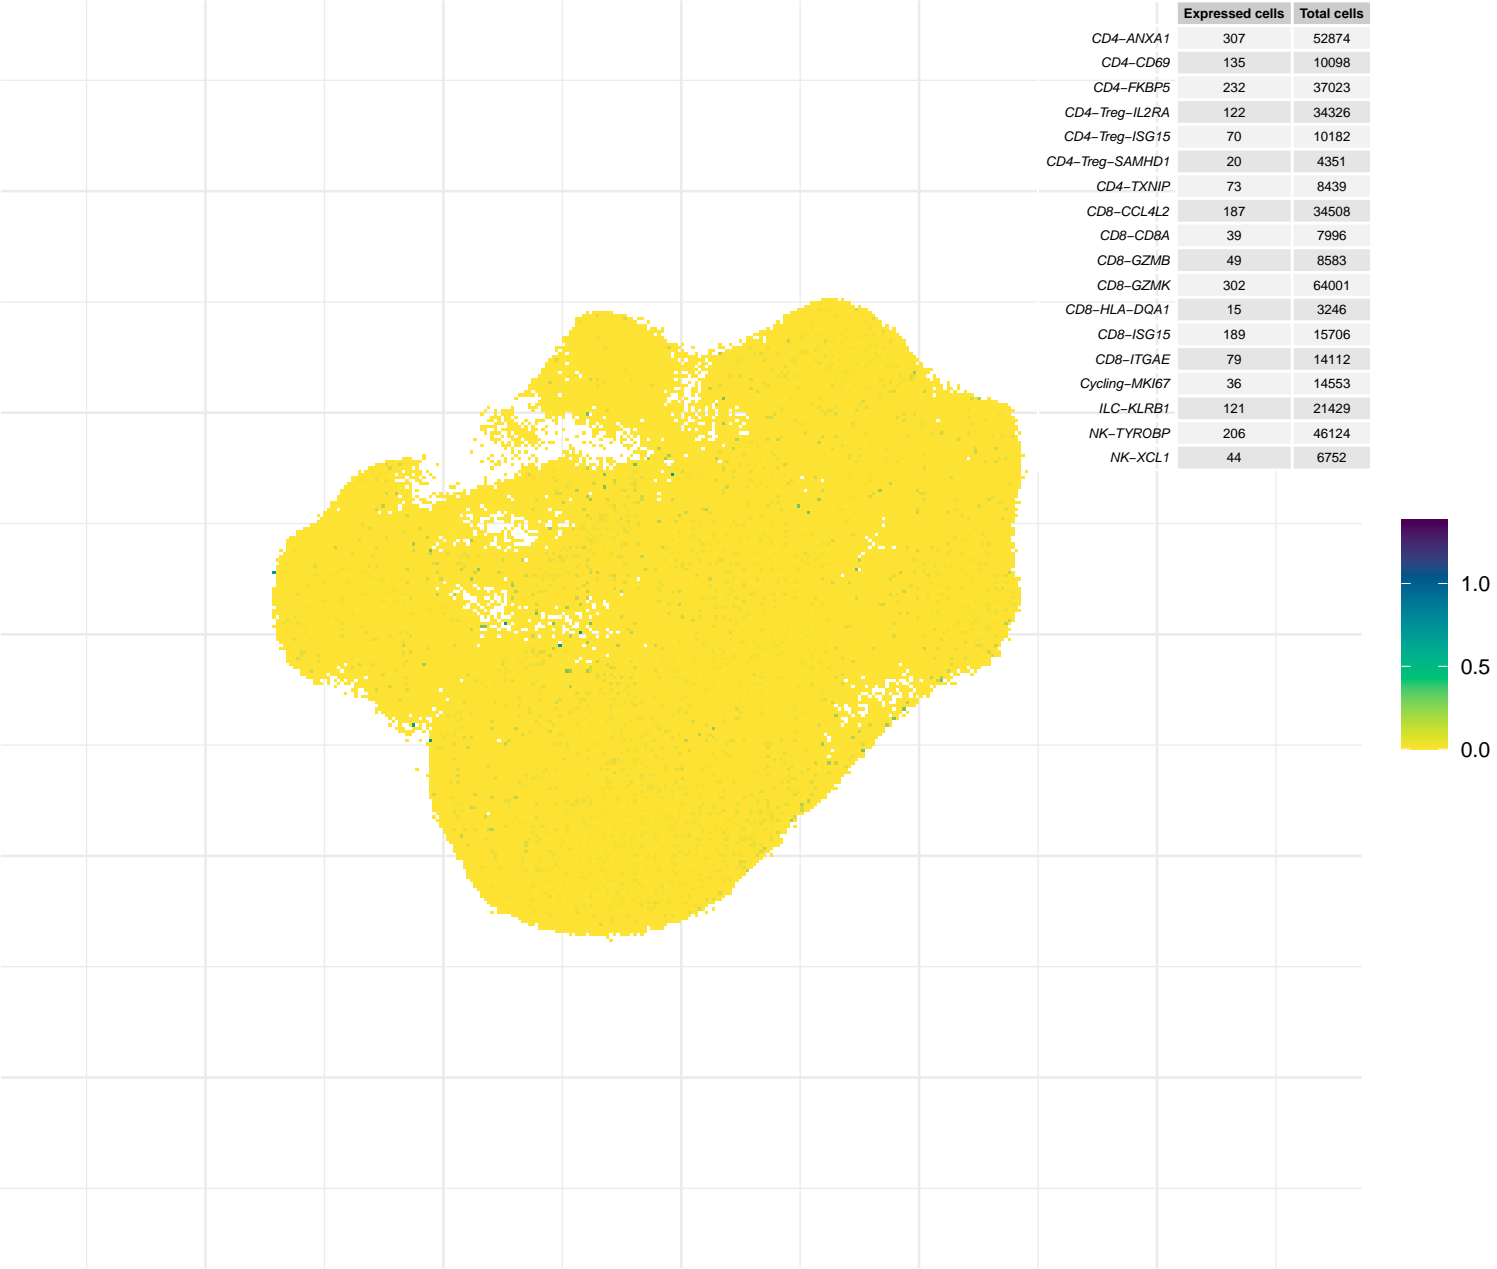 Expressed cells Total cells
CD4−ANXA1 307 52874
CD4−CD69 135 10098
CD4−FKBP5 232 37023
CD4−Treg−IL2RA 122 34326
CD4−Treg−ISG15 70 10182
CD4−Treg−SAMHD1 20 4351
CD4−TXNIP 73 8439
CD8−CCL4L2 187 34508
CD8−CD8A 39 7996
CD8−GZMB 49 8583
CD8−GZMK 302 64001
CD8−HLA−DQA1 15 3246
CD8−ISG15 189 15706
CD8−ITGAE 79 14112
Cycling−MKI67 36 14553
ILC−KLRB1 121 21429
NK−TYROBP 206 46124
NK−XCL1 44 6752
1.0
0.5
0.0